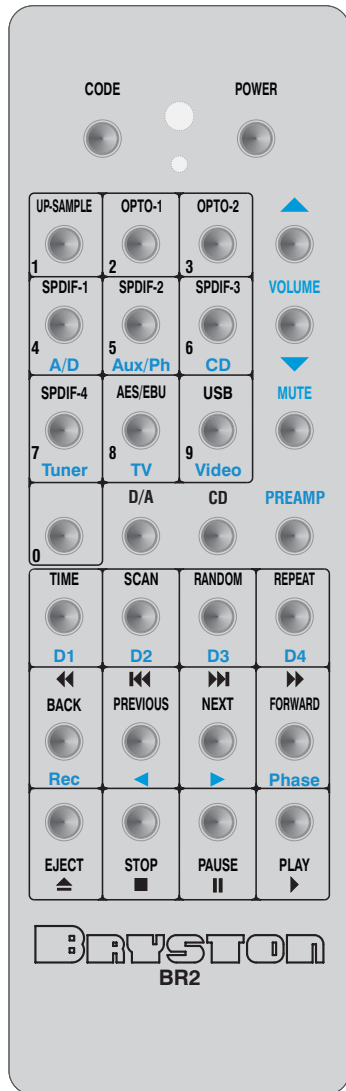 CODE POWER
UP-SAMPLE OPTO-1 OPTO-2
1 2 3
SPDIF-1 SPDIF-2 SPDIF-3 VOLUME
4 5 6
A/D Aux/Ph CD
SPDIF-4 AES/EBU USB MUTE
7 8 9
Tuner TV Video
D/A CD PREAMP
0
TIME SCAN RANDOM REPEAT
D1 D2 D3 D4
BACK PREVIOUS NEXT FORWARD
Rec Phase
EJECT STOP PAUSE PLAY
BRYSTON
BR2